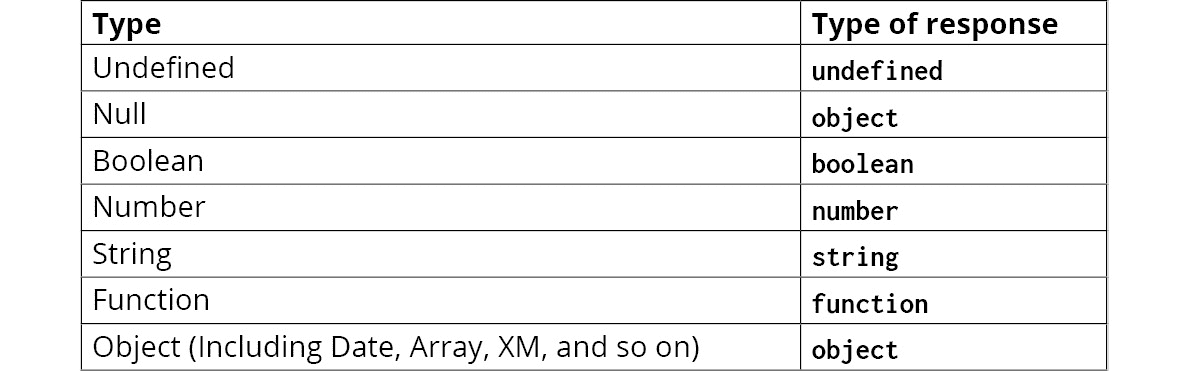 Type Type of response
Undefined undefined
Null object
Boolean boolean
Number number
String string
Function function
Object (Including Date, Array, XM, and so on) object